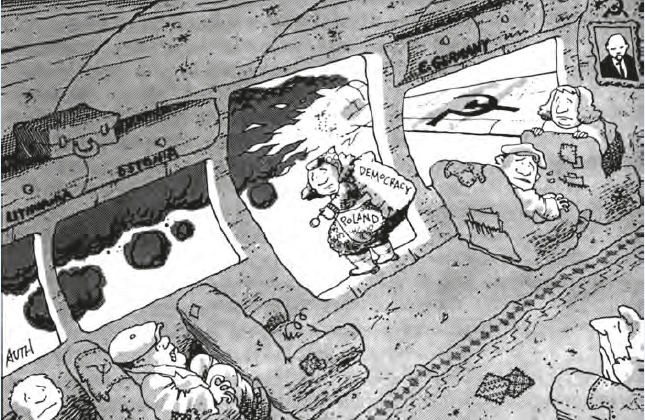 E. GERMANY
ESTONIA
LITHUANIA
DEMOCRACY
POLAND
AUTH